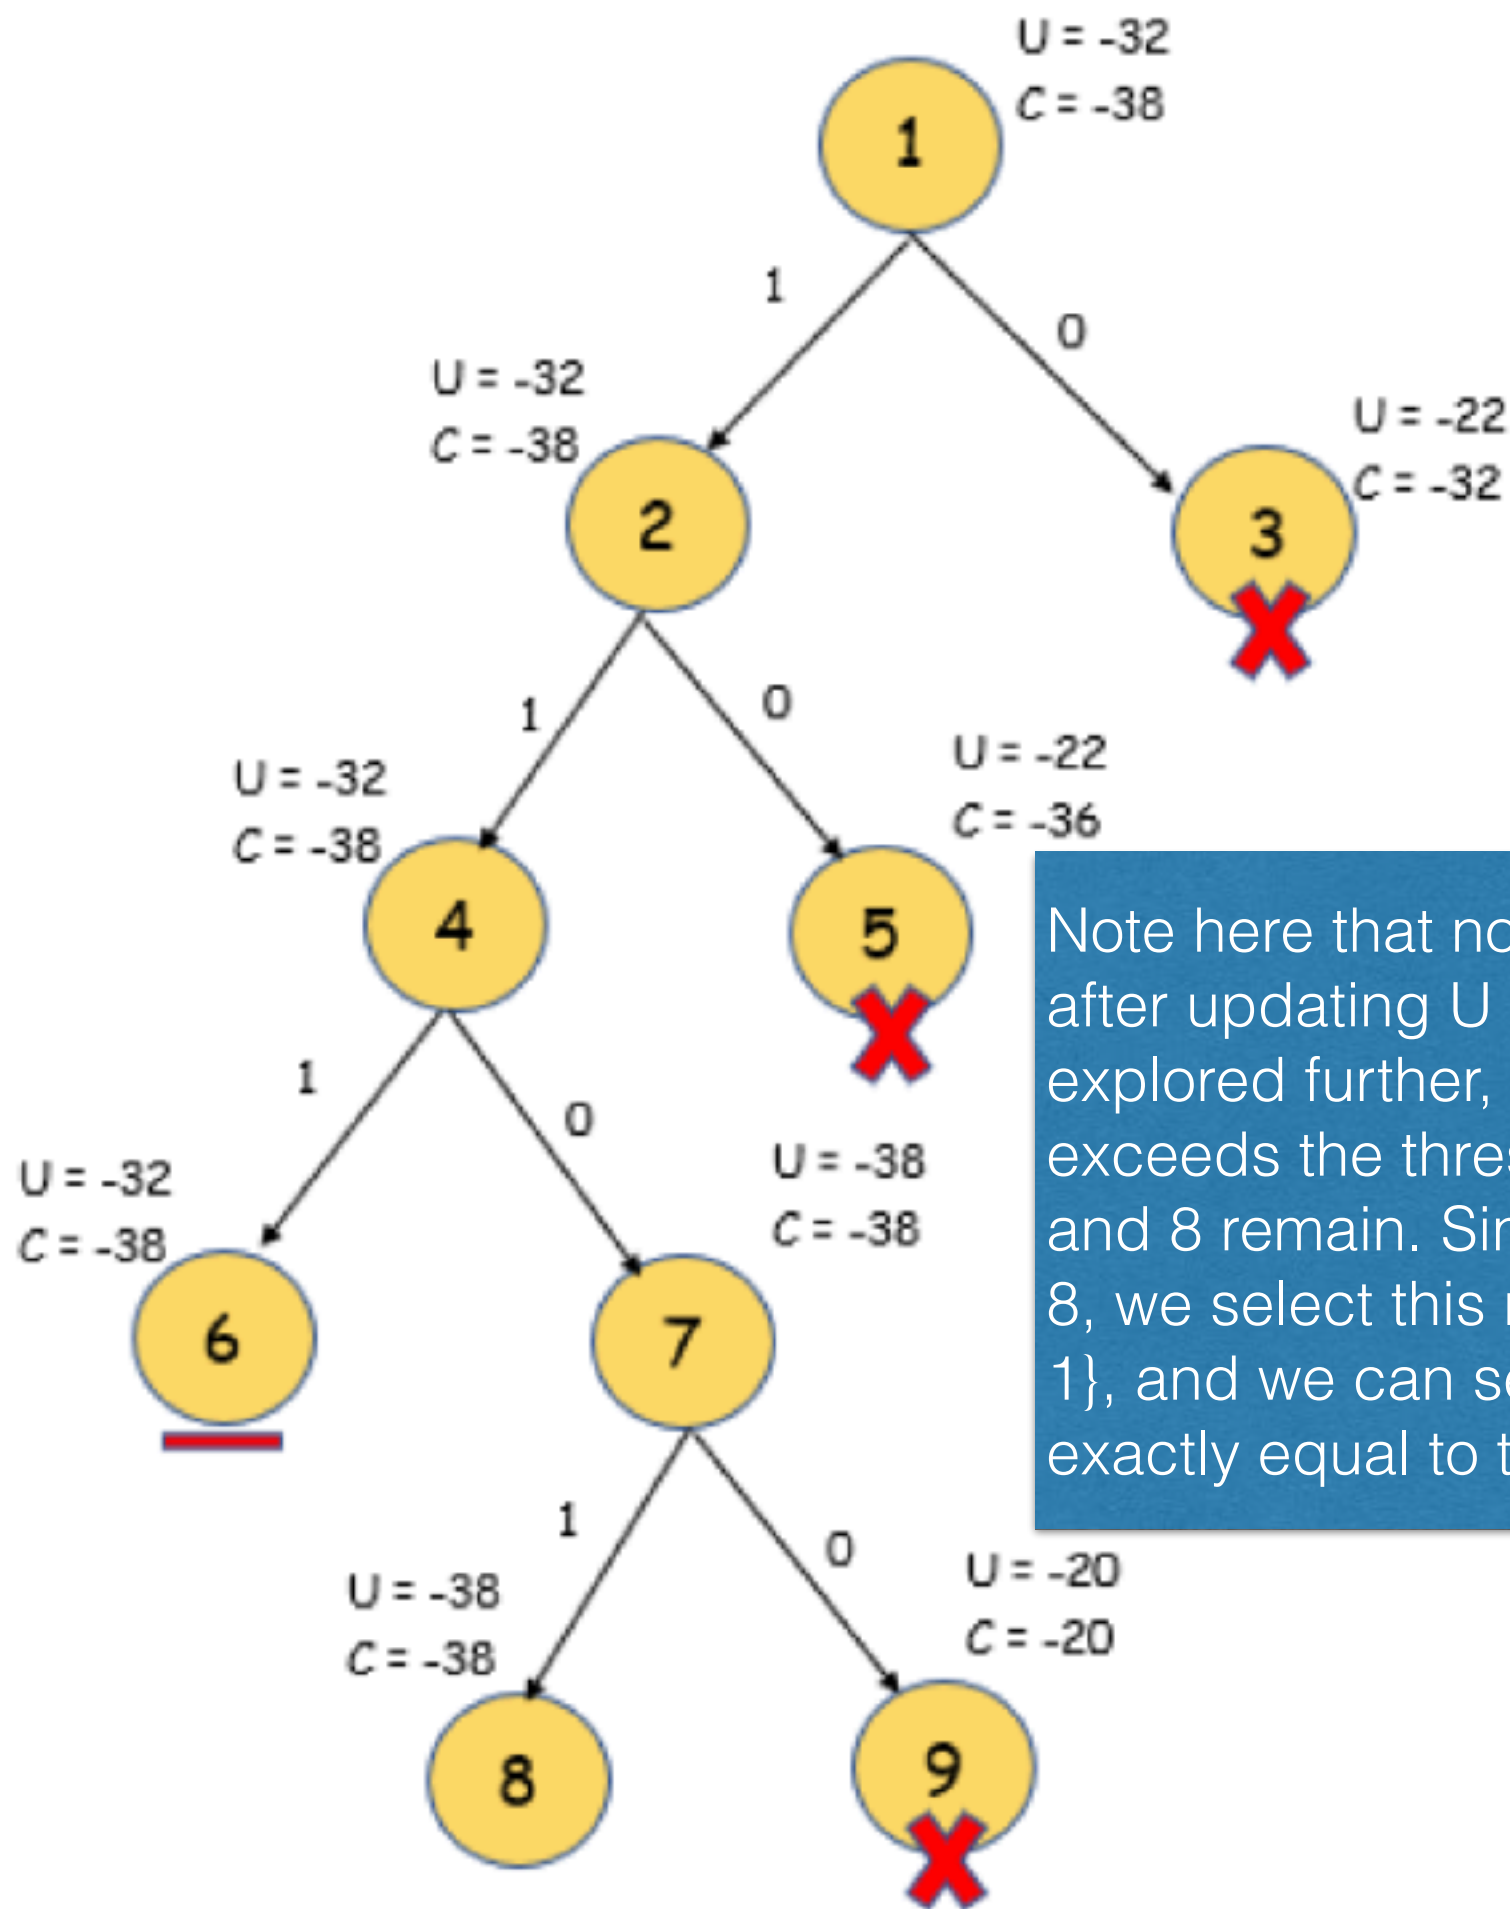 U = -32
C = -38
1
1
0
U = -32
C = -38
2
U = -22
C = -32
3
1
0
U = -32
C = -38
4
U = -22
C = -36
5
1
0
U = -32
C = -38
6
U = -38
C = -38
7
Note here that
after updating U
explored further,
exceeds the
and 8 remain.
8, we select this
1}, and we can
exactly equal to
1
0
U = -38
C = -38
8
U = -20
C = -20
9